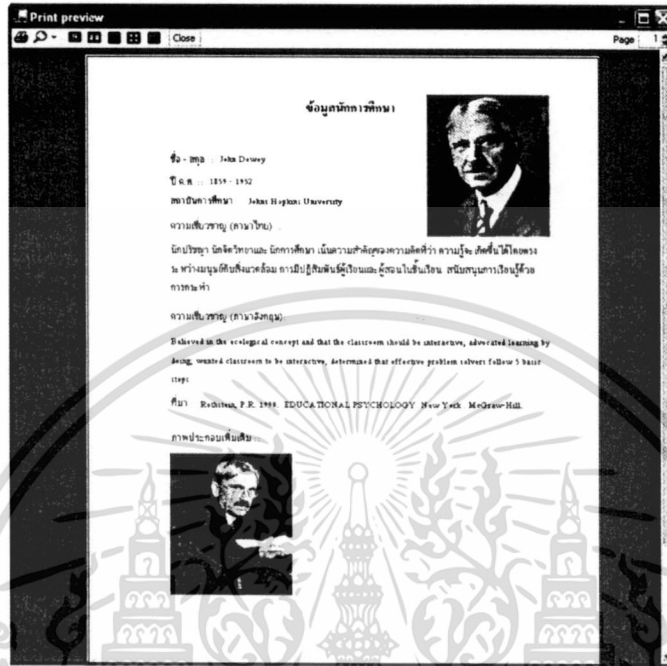 Print preview
Close
Page 1
ข้อมูลนักการศึกษา
ชื่อ - สกุล : John Dewey
ปี ค.ศ. :: 1859 - 1952
สถาบันการศึกษา Johns Hopkins University
ความเชี่ยวชาญ (ภาษาไทย) :
นักปรัชญา นักจิตวิทยาและ นักการศึกษา เน้นความสำคัญของความคิดที่ว่า ความรู้จะ เกิดขึ้นได้โดยตรง
ระ หว่างมนุษย์กับสิ่งแวดล้อม การมีปฏิสัมพันธ์ผู้เรียนและ ผู้สอนในชั้นเรียน สนับสนุนการเรียนรู้ด้วย
การกระ ทำ
ความเชี่ยวชาญ (ภาษาอังกฤษ)
Believed in the ecological concept and that the classroom should be interactive, advocated learning by
doing, wanted classroom to be interactive, determined that effective problem solvers follow 5 basic
steps
ที่มา P.R. 1990. EDUCATIONAL PSYCHOLOGY New York McGraw-Hill.
ภาพประกอบเพิ่มเติม ::